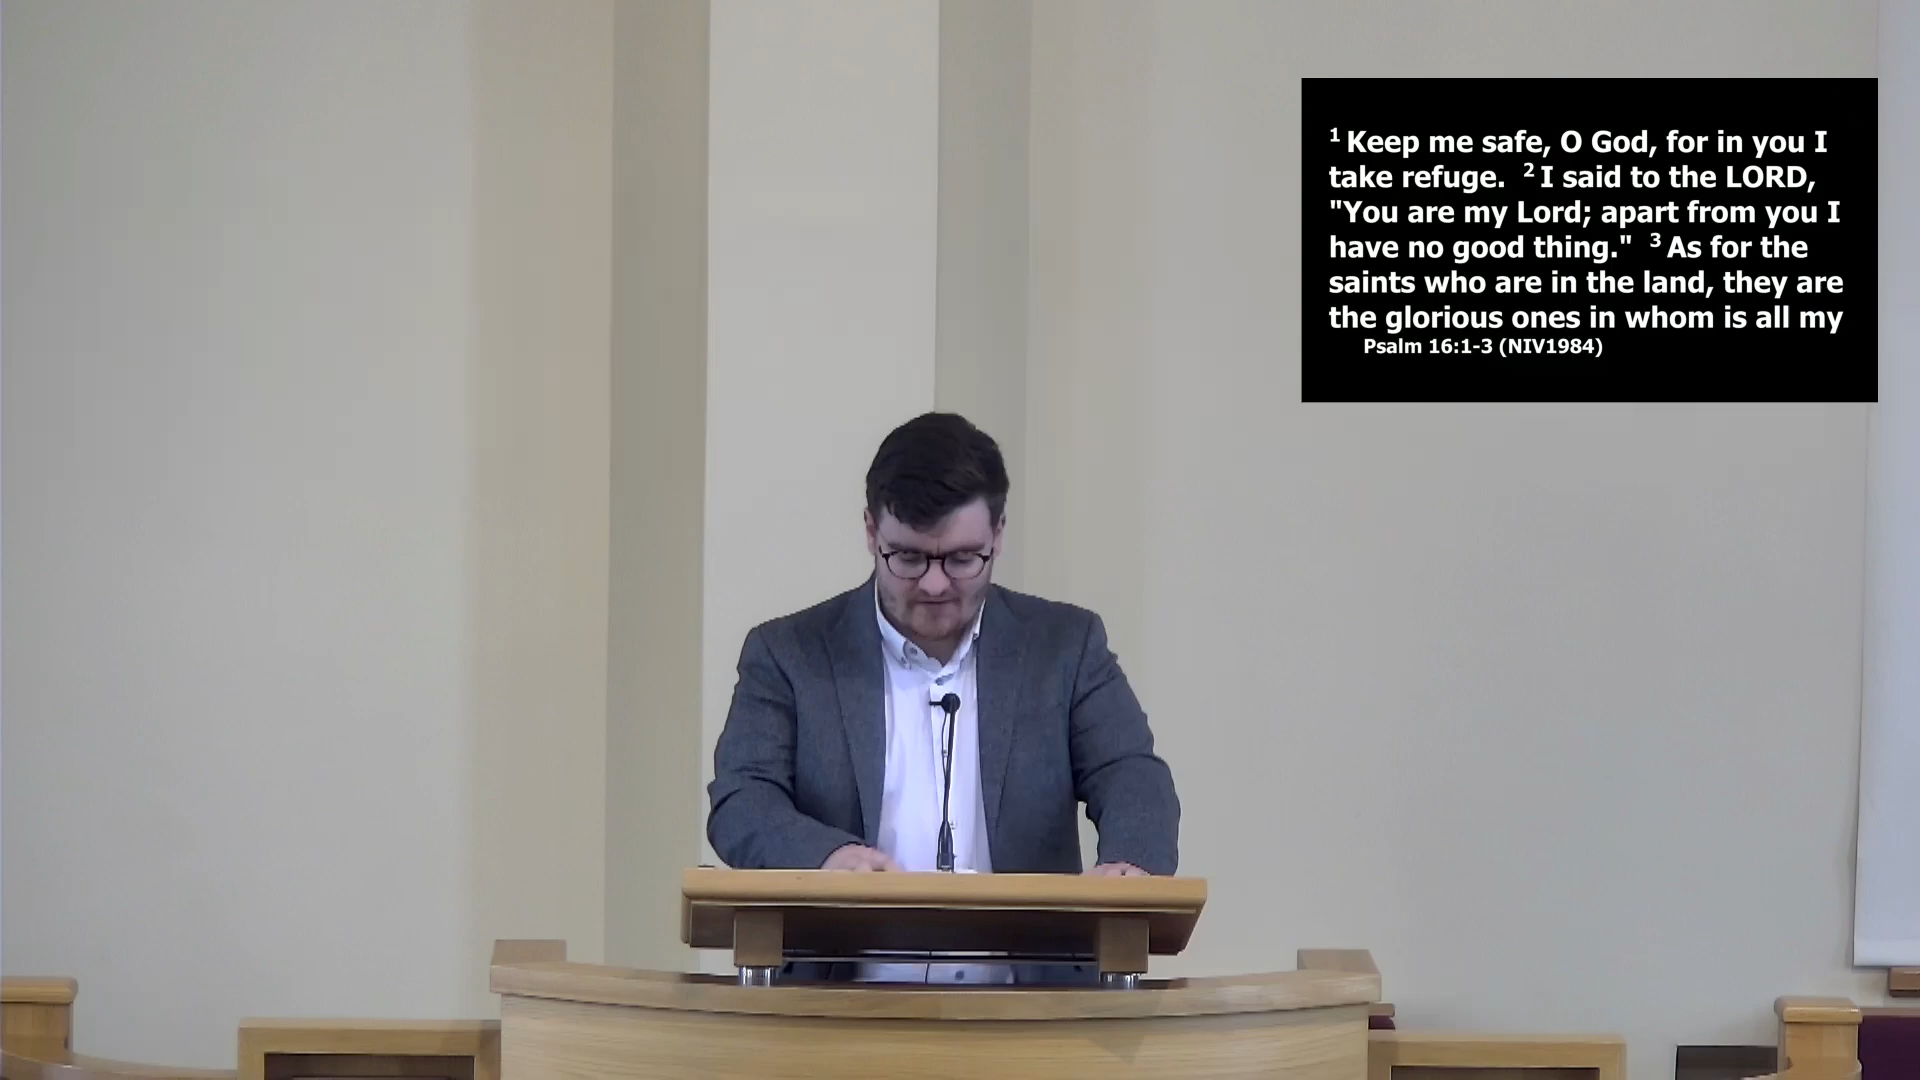 1 Keep me safe, O God, for in you I
take refuge. 2 I said to the LORD,
"You are my Lord; apart from you I
have no good thing." 3 As for the
saints who are in the land, they are
the glorious ones in whom is all my
Psalm 16:1-3 (NIV1984)